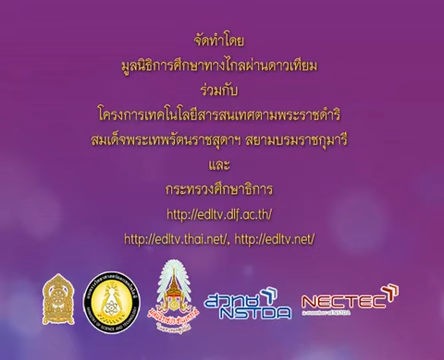 จัดทำโดย
มูลนิธิการศึกษาทางไกลผ่านดาวเทียม
ร่วมกับ
โครงการเทคโนโลยีสารสนเทศตามพระราชดำริ
สมเด็จพระเทพรัตนราชสุดาฯ สยามบรมราชกุมารี
และ
กระทรวงศึกษาธิการ
http://edltv.dlf.ac.th/
http://edltv.thai.net/, http://edltv.net/
สวทช NECTEC
NSTDA